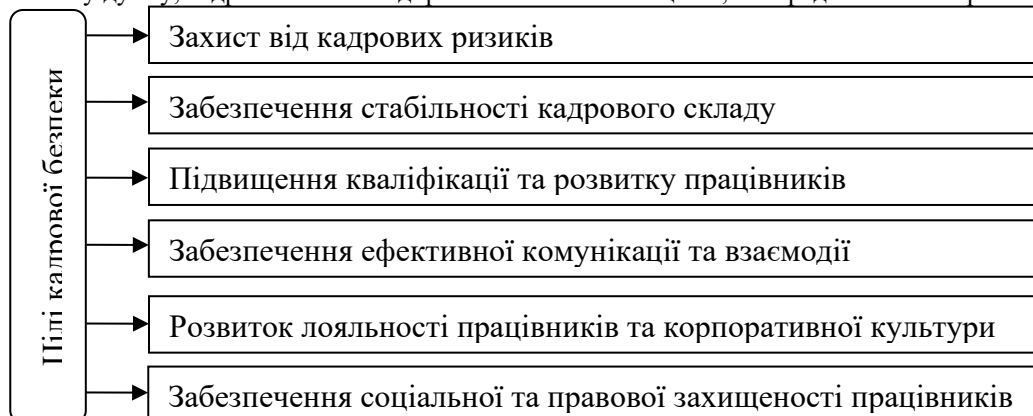 Цілі кадрової безпеки
Захист від кадрових ризиків
Забезпечення стабільності кадрового складу
Підвищення кваліфікації та розвитку працівників
Забезпечення ефективної комунікації та взаємодії
Розвиток лояльності працівників та корпоративної культури
Забезпечення соціальної та правової захищеності працівників